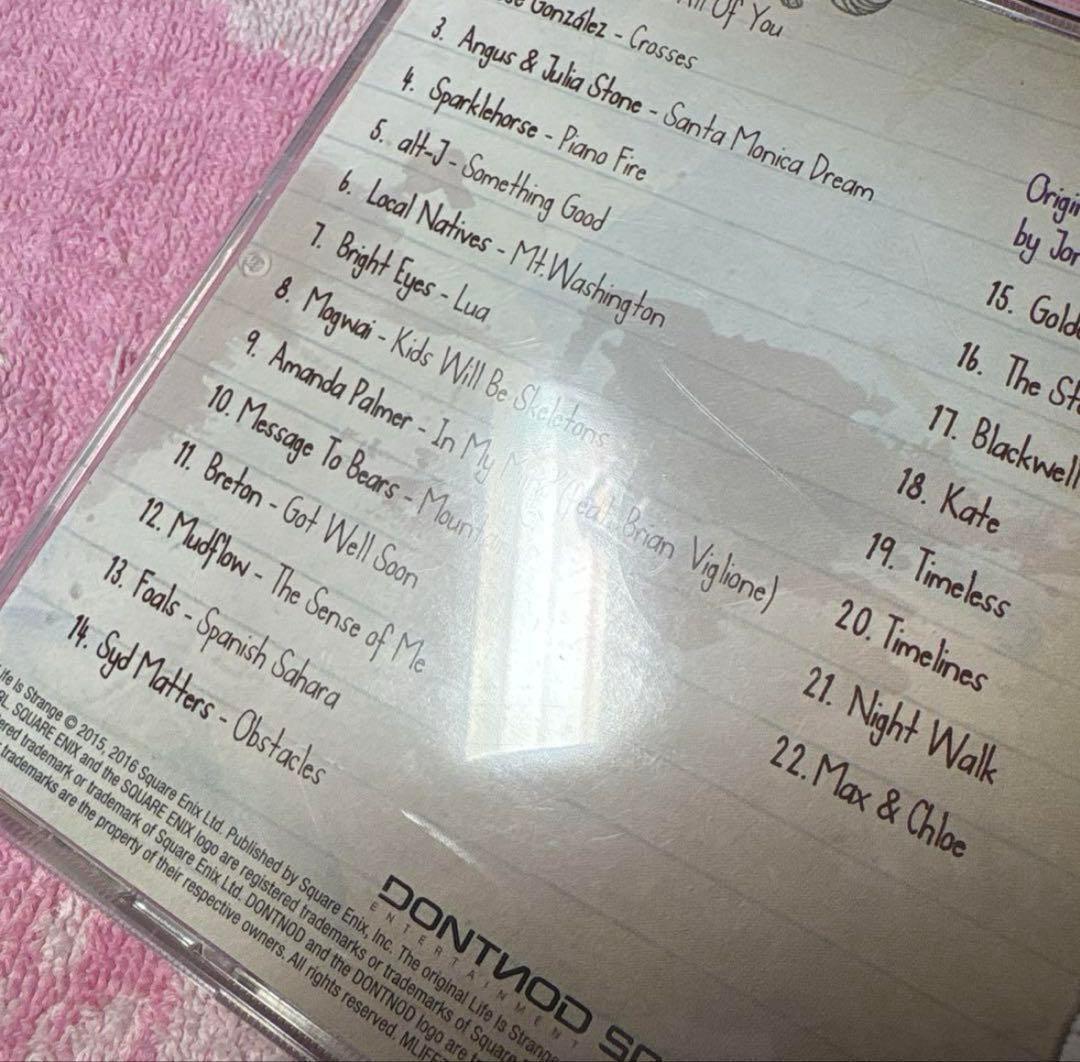 All Of You
González - Crosses
3. Angus & Julia Stone - Santa Monica Dream
4. Sparklehorse - Piano Fire
5. alt-J - Something Good
6. Local Natives - Mt. Washington
7. Bright Eyes - Lua
8. Mogwai - Kids Will Be Skeletons
9. Amanda Palmer - In My (feat. Brian Viglione)
10. Message To Bears -
11. Breton - Got Well Soon
12. Mudflow - The Sense of Me
13. Foals - Spanish Sahara
14. Syd Matters - Obstacles
by
15.
16. The
17. Blackwell
18. Kate
19. Timeless
20. Timelines
21. Night Walk
22. Max & Chloe
Life Is Strange © 2015, 2016 Square Enix Ltd. Published by Square Enix, Inc. The original Life Is Strange
SQUARE ENIX and the SQUARE ENIX logo are registered trademarks or trademarks of Square
trademark or trademark of Square Enix Ltd. DONTNOD and the DONTNOD logo are
trademarks are the property of their respective owners. All rights reserved.
DONTNOD
ENTERTAINMENT